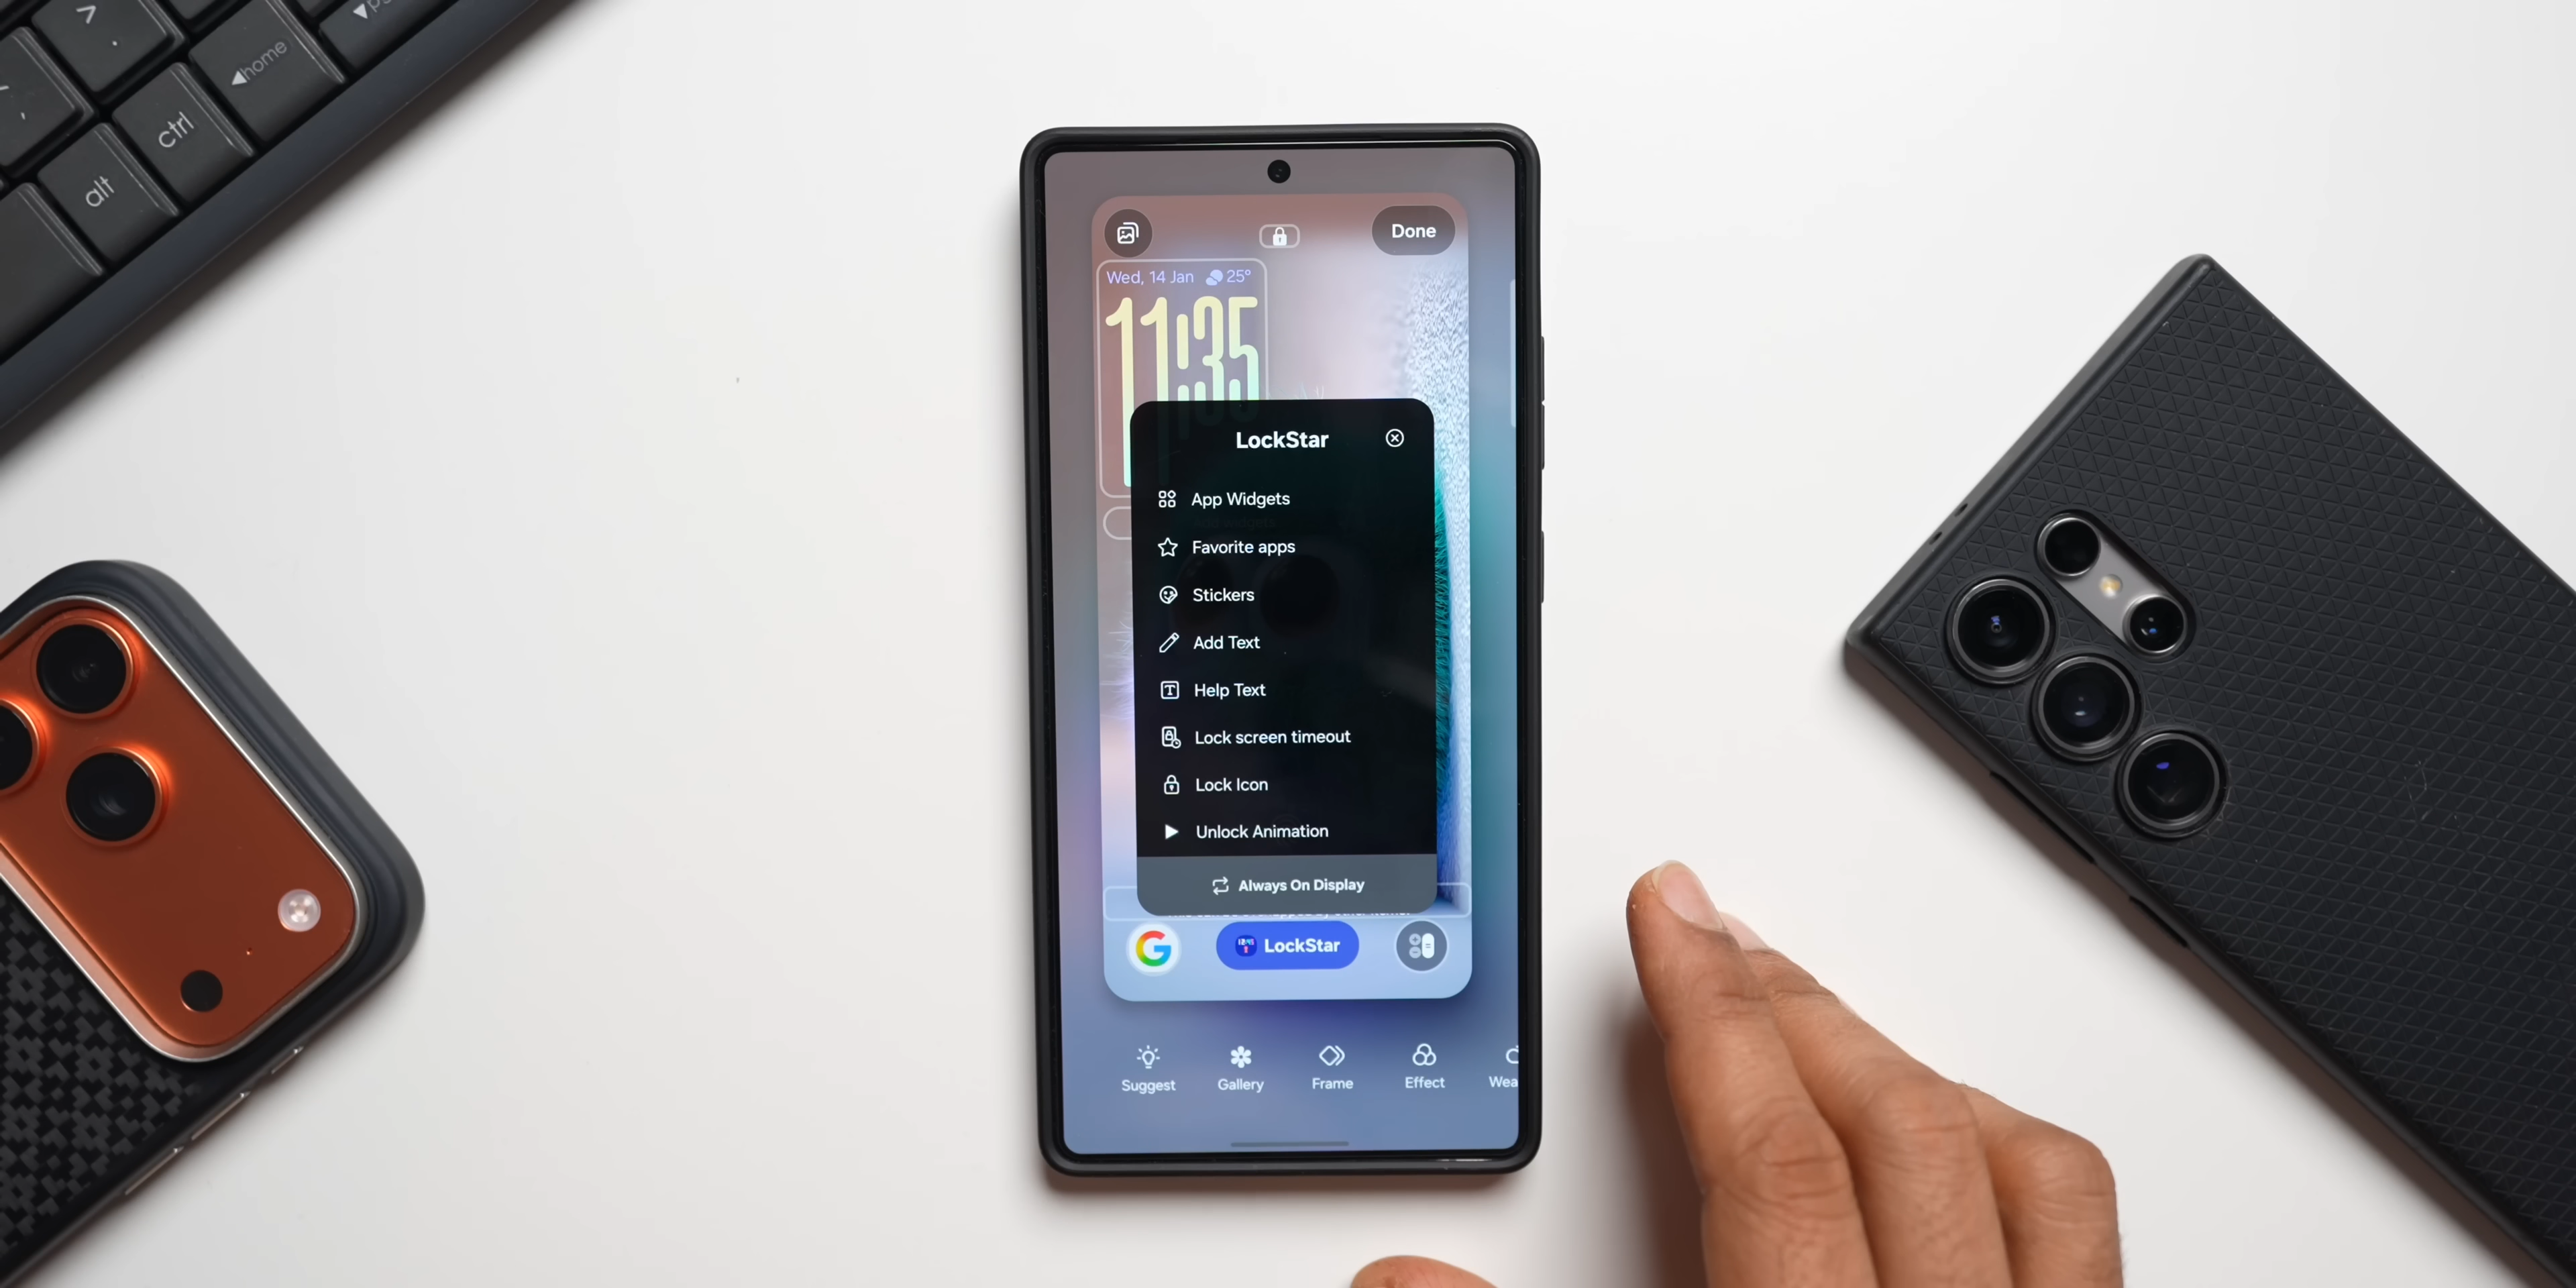 home
ctrl
alt
Done
Wed, 14 Jan 25°
11:35
LockStar
App Widgets
Favorite apps
Stickers
Add Text
Help Text
Lock screen timeout
Lock Icon
Unlock Animation
Always On Display
G LockStar
Suggest Gallery Frame Effect Wea